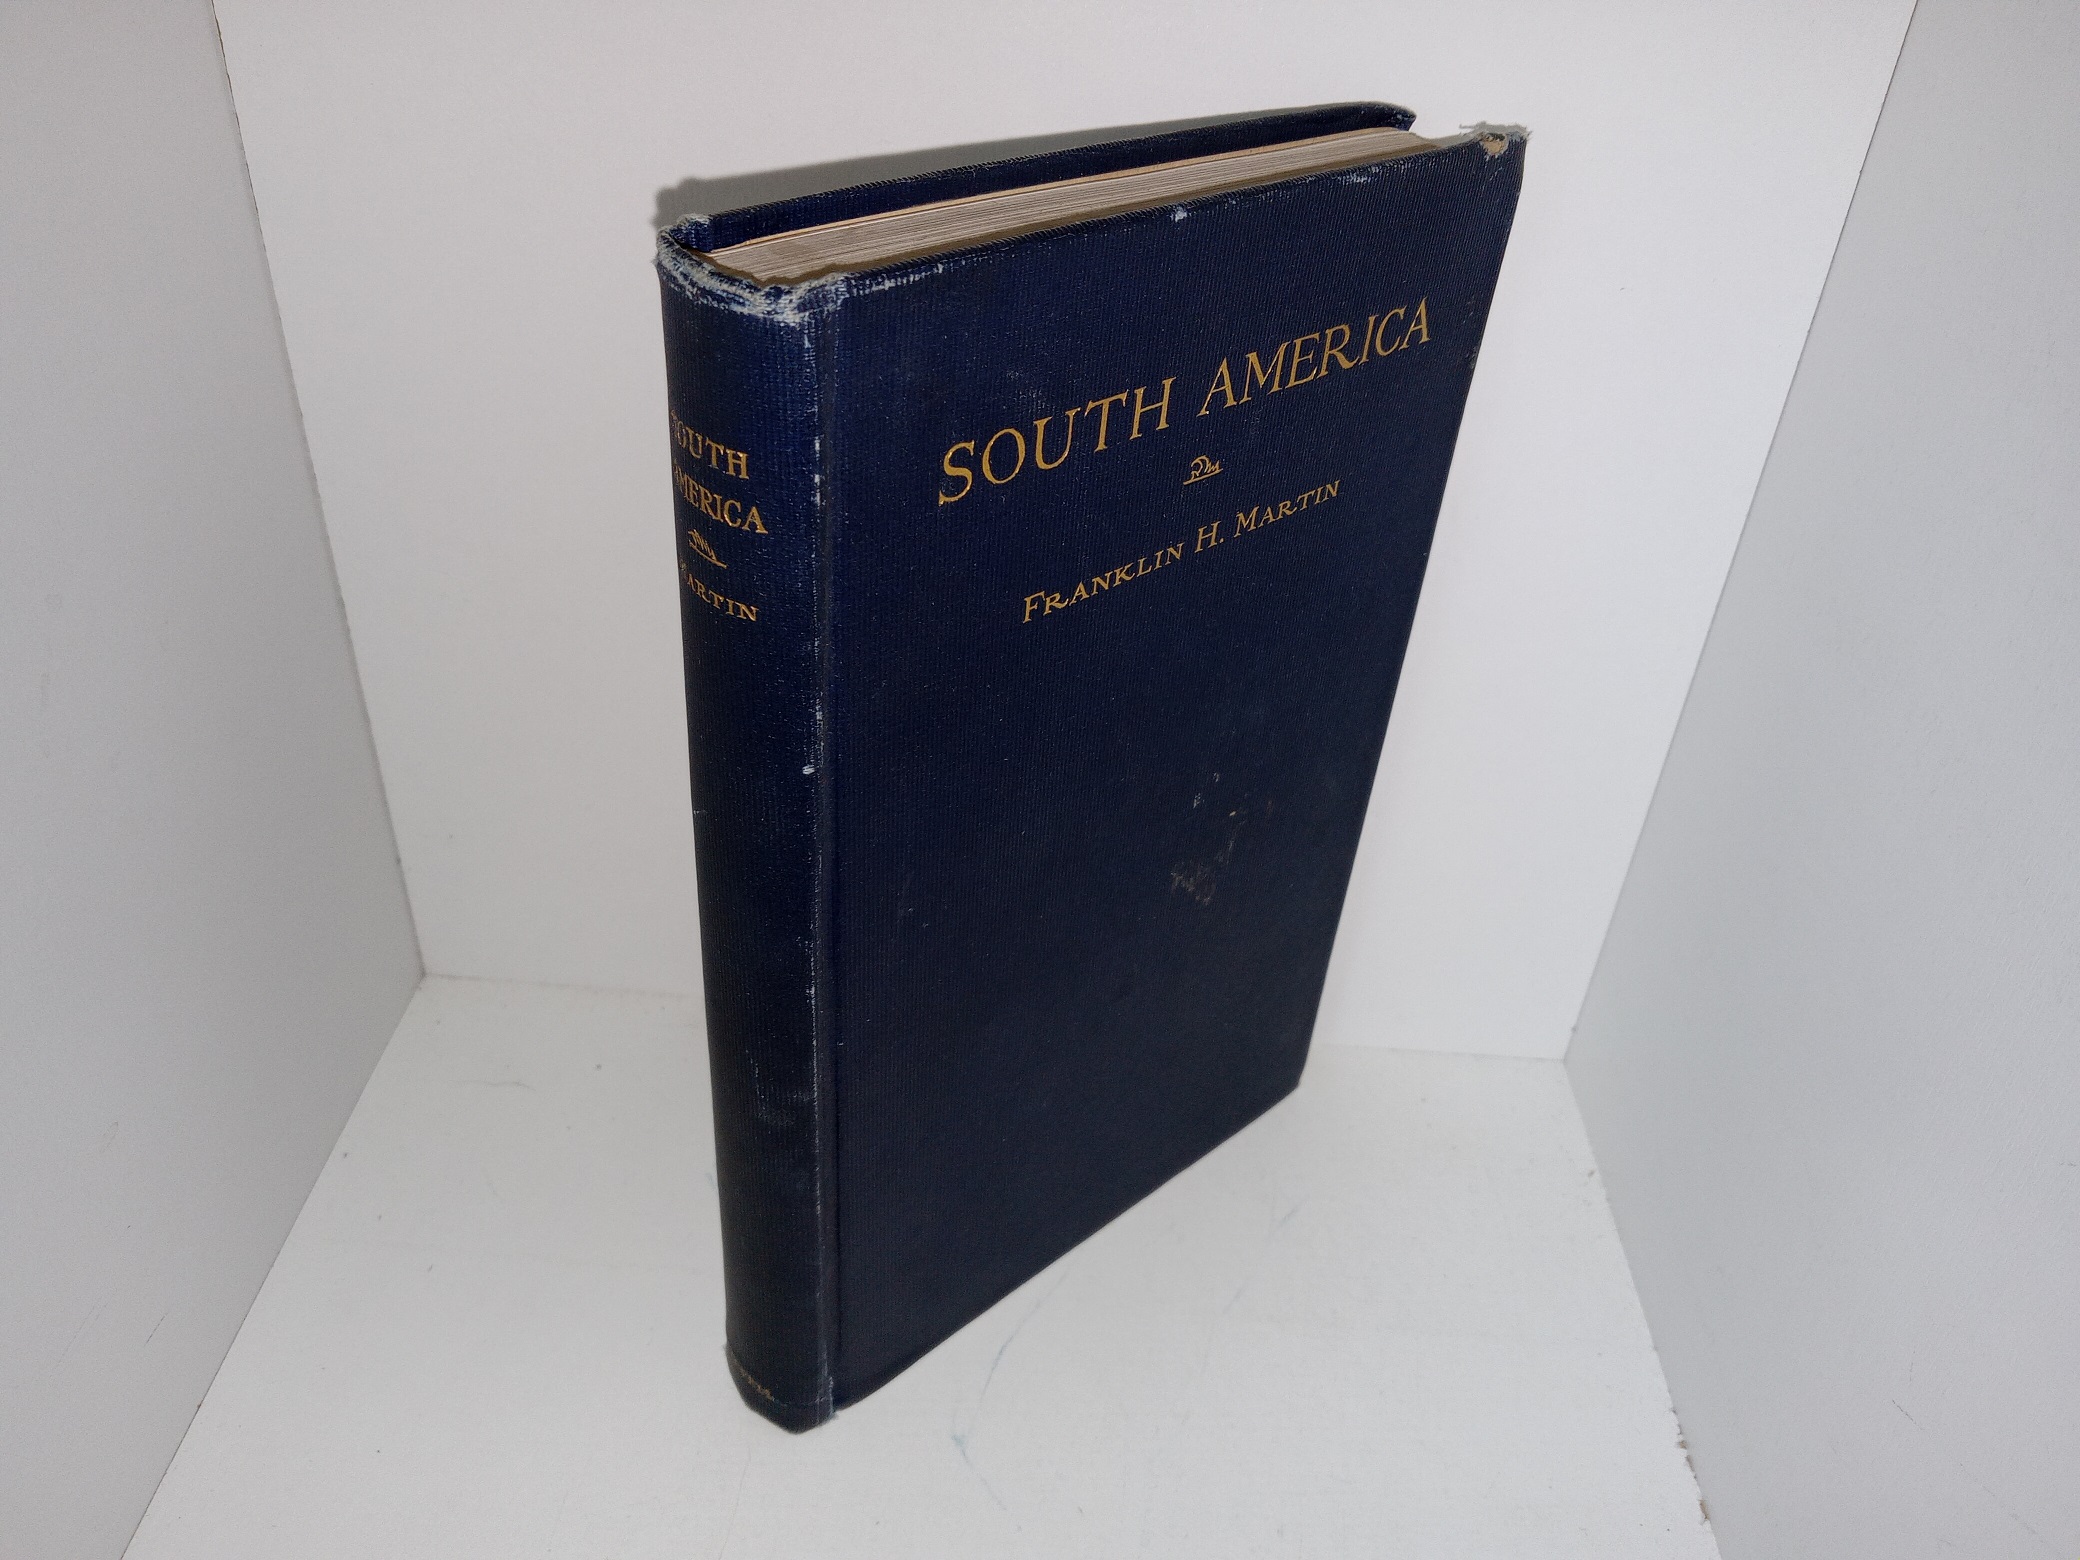 SOUTH AMERICA
FRANKLIN H. MARTIN
SOUTH
AMERICA
MARTIN